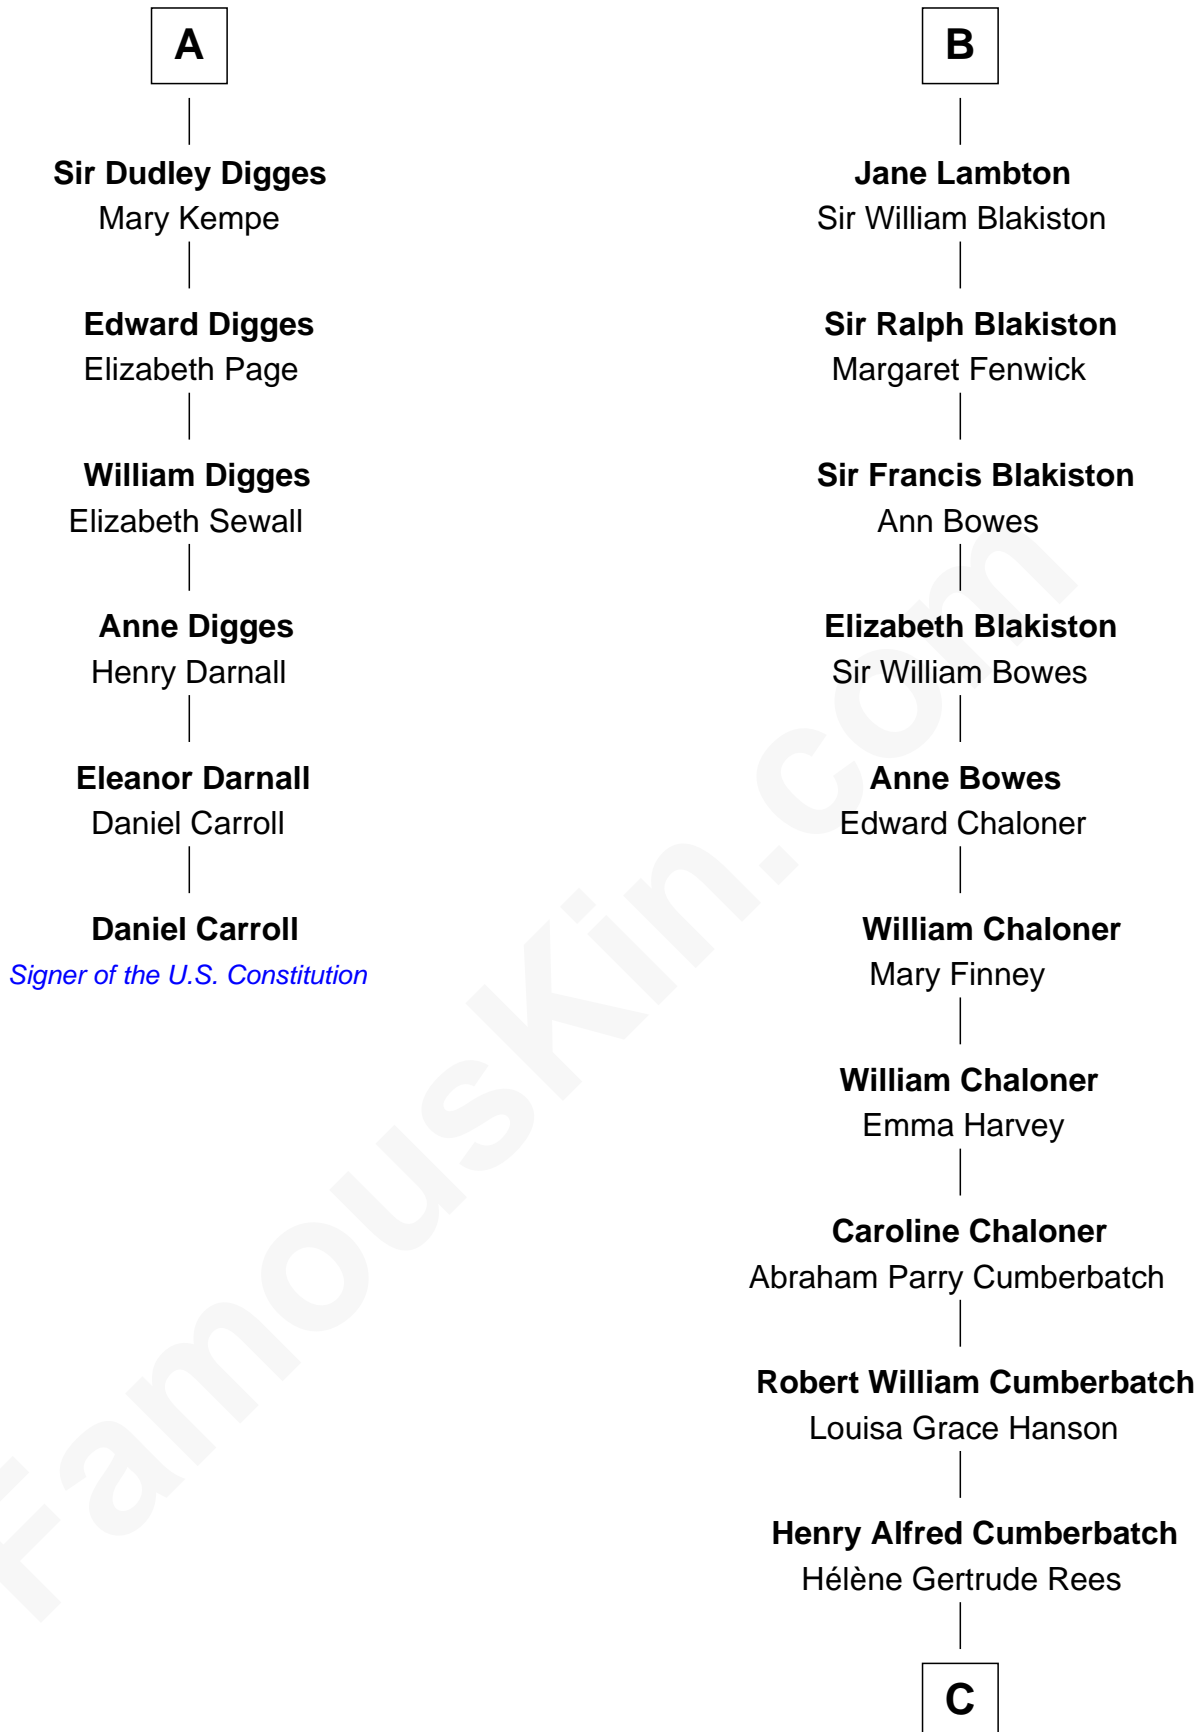 A
Sir Dudley Digges
Mary Kempe
Edward Digges
Elizabeth Page
William Digges
Elizabeth Sewall
Anne Digges
Henry Darnall
Eleanor Darnall
Daniel Carroll
Daniel Carroll
Signer of the U.S. Constitution
B
Jane Lambton
Sir William Blakiston
Sir Ralph Blakiston
Margaret Fenwick
Sir Francis Blakiston
Ann Bowes
Elizabeth Blakiston
Sir William Bowes
Anne Bowes
Edward Chaloner
William Chaloner
Mary Finney
William Chaloner
Emma Harvey
Caroline Chaloner
Abraham Parry Cumberbatch
Robert William Cumberbatch
Louisa Grace Hanson
Henry Alfred Cumberbatch
Hélène Gertrude Rees
C
FamousKin.com